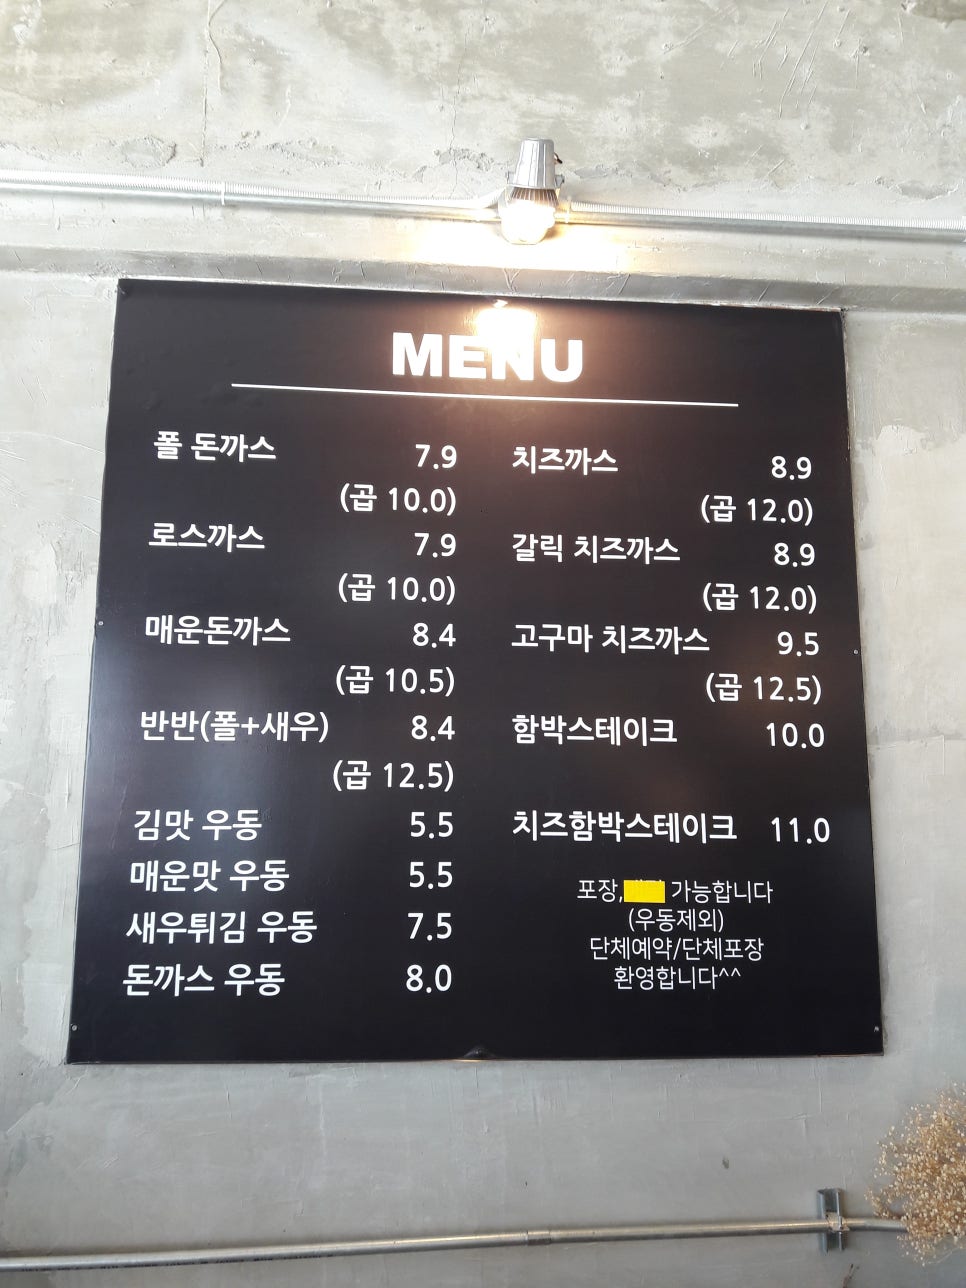 MENU
폴 돈까스 7.9
(곱 10.0)
로스까스 7.9
(곱 10.0)
매운돈까스 8.4
(곱 10.5)
반반(폴+새우) 8.4
(곱 12.5)
김맛 우동 5.5
매운맛 우동 5.5
새우튀김 우동 7.5
돈까스 우동 8.0
치즈까스 8.9
(곱 12.0)
갈릭 치즈까스 8.9
(곱 12.0)
고구마 치즈까스 9.5
(곱 12.5)
함박스테이크 10.0
치즈함박스테이크 11.0
포장, 가능합니다
(우동제외)
단체예약/단체포장
환영합니다^^